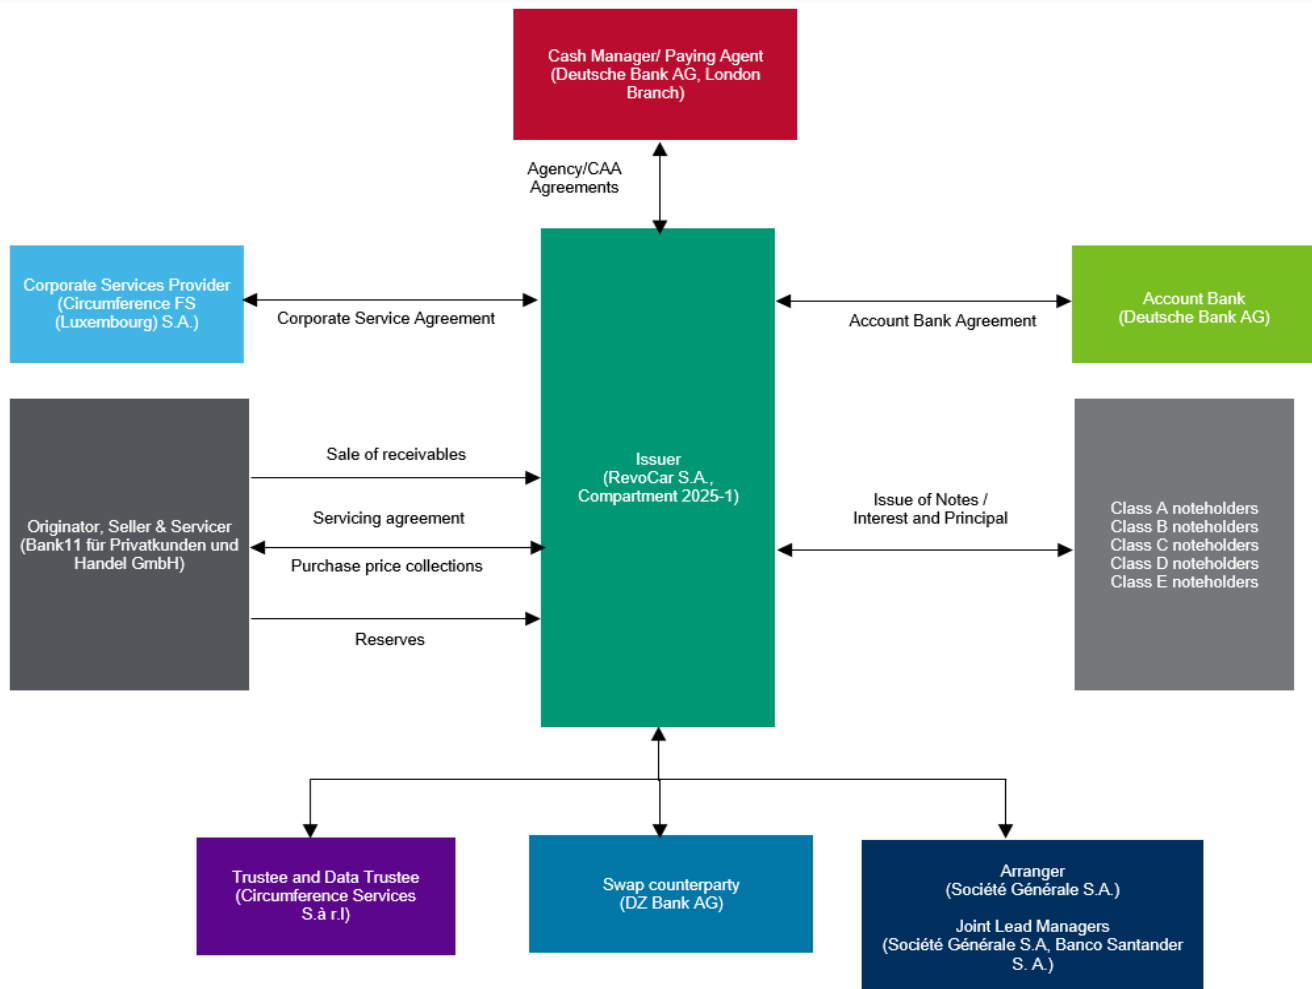 Cash Manager/ Paying Agent
(Deutsche Bank AG, London
Branch)
Agency/CAA
Agreements
Corporate Services Provider
(Circumference FS
(Luxembourg) S.A.)
Corporate Service Agreement
Account Bank Agreement
Account Bank
(Deutsche Bank AG)
Originator, Seller & Servicer
(Bank11 für Privatkunden und
Handel GmbH)
Sale of receivables
Servicing agreement
Purchase price collections
Reserves
Issuer
(RevoCar S.A.,
Compartment 2025-1)
Issue of Notes /
Interest and Principal
Class A noteholders
Class B noteholders
Class C noteholders
Class D noteholders
Class E noteholders
Trustee and Data Trustee
(Circumference Services
S.à r.l)
Swap counterparty
(DZ Bank AG)
Arranger
(Société Générale S.A.)
Joint Lead Managers
(Société Générale S.A, Banco Santander
S. A.)